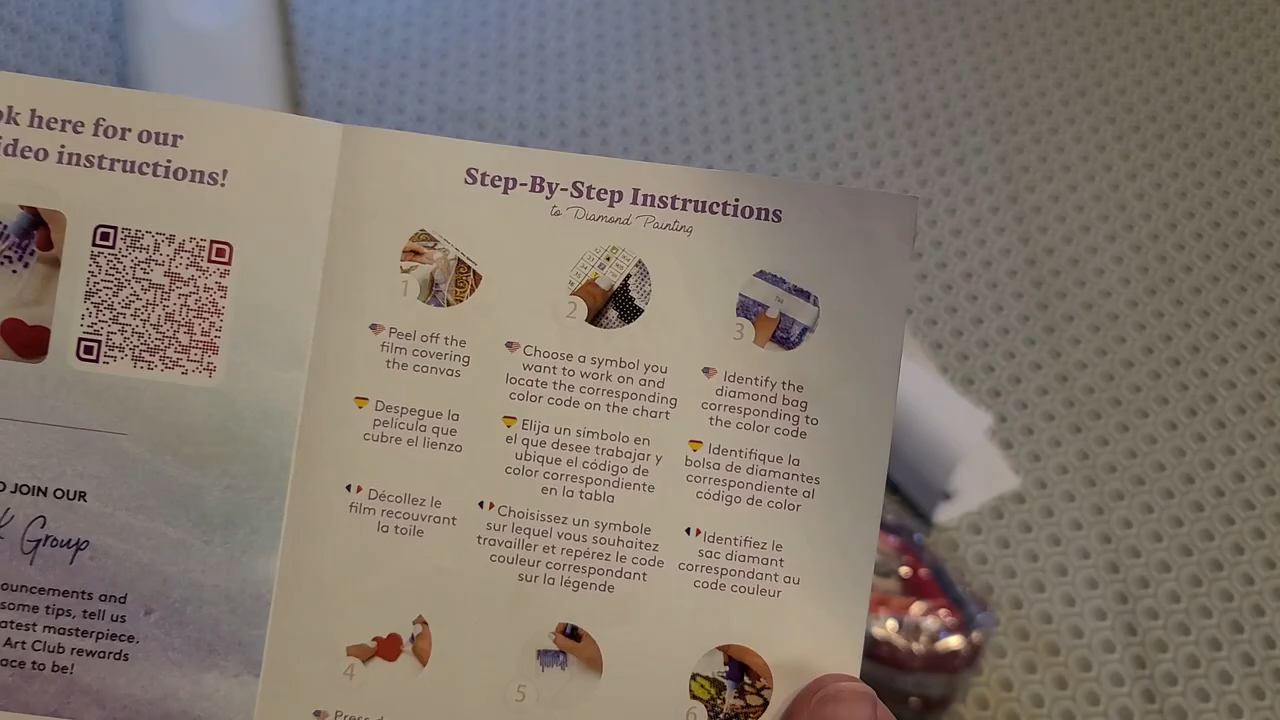 ok here for our
ideo instructions!
O JOIN OUR
Group
ouncements and
some tips, tell us
atest masterpiece.
Art Club rewards
ace to be!
Step-By-Step Instructions
to Diamond Painting
1
Peel off the
film covering
the canvas
Despegue la
película que
cubre el lienzo
Décollez le
film recouvrant
la toile
2
Choose a symbol you
want to work on and
locate the corresponding
color code on the chart
Elija un símbolo en
el que desee trabajar y
ubique el código de
color correspondiente
en la tabla
Choisissez un symbole
sur lequel vous souhaitez
travailler et repérez le code
couleur correspondant
sur la légende
3
Identify the
diamond bag
corresponding to
the color code
Identifique la
bolsa de diamantes
correspondiente al
código de color
Identifiez le
sac diamant
correspondant au
code couleur
4
Press
5
6